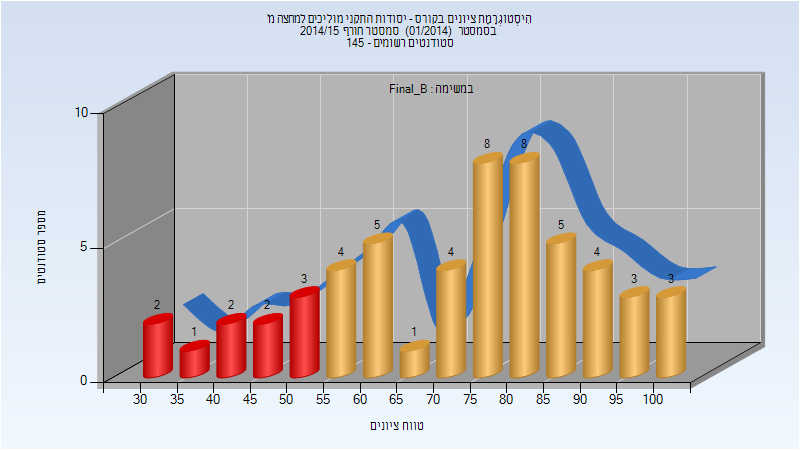 היסטוגרמת ציונים בקורס - יסודות התקני מוליכים למחצה מ'
בסמסטר (01/2014) סמסטר חורף 2014/15
סטודנטים רשומים - 145
במשימה : Final_B
מספר סטודנטים
10
5
0
2
1
2
2
3
4
5
1
4
8
8
5
4
3
3
30 35 40 45 50 55 60 65 70 75 80 85 90 95 100
טווח ציונים